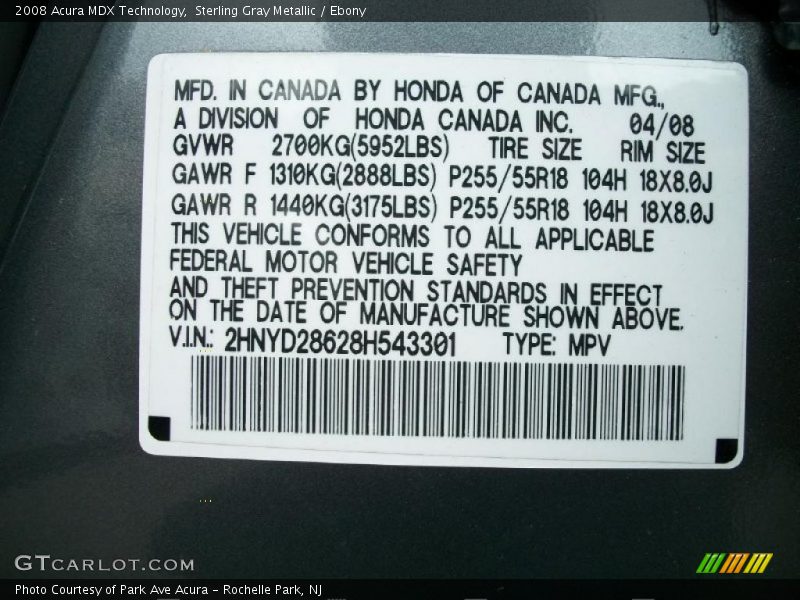 2008 Acura MDX Technology,  Sterling Gray Metallic / Ebony
MFD. IN CANADA BY HONDA OF CANADA MFG.,
A DIVISION OF HONDA CANADA INC. 04/08
GVWR 2700KG(5952LBS) TIRE SIZE RIM SIZE
GAWR F 1310KG(2888LBS) P255/55R18 104H 18X8.0J
GAWR R 1440KG(3175LBS) P255/55R18 104H 18X8.0J
THIS VEHICLE CONFORMS TO ALL APPLICABLE
FEDERAL MOTOR VEHICLE SAFETY
AND THEFT PREVENTION STANDARDS IN EFFECT
ON THE DATE OF MANUFACTURE SHOWN ABOVE.
V.I.N.: 2HNYD28628H543301 TYPE: MPV
GTCARLOT.COM
Photo Courtesy of Park Ave Acura - Rochelle Park, NJ